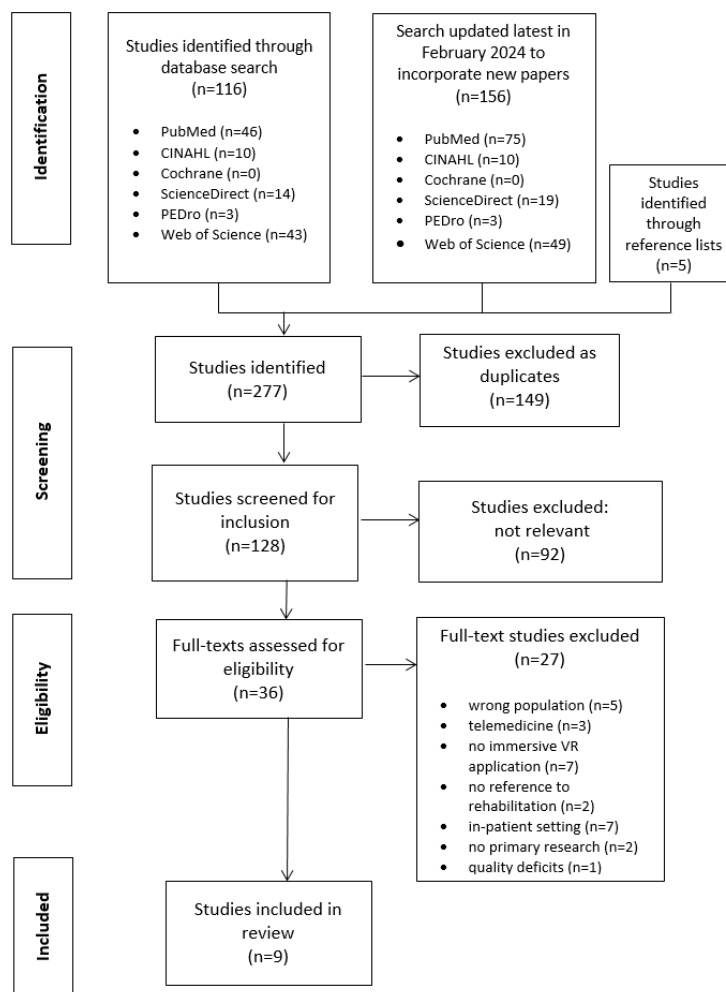 Identification
Studies identified through
database search
(n=116)
• PubMed (n=46)
• CINAHL (n=10)
• Cochrane (n=0)
• ScienceDirect (n=14)
• PEDro (n=3)
• Web of Science (n=43)
Search updated latest in
February 2024 to
incorporate new papers
(n=156)
• PubMed (n=75)
• CINAHL (n=10)
• Cochrane (n=0)
• ScienceDirect (n=19)
• PEDro (n=3)
• Web of Science (n=49)
Studies
identified
through
reference lists
(n=5)
Screening
Studies identified
(n=277)
Studies excluded as
duplicates
(n=149)
Studies screened for
inclusion
(n=128)
Studies excluded:
not relevant
(n=92)
Eligibility
Full-texts assessed for
eligibility
(n=36)
Full-text studies excluded
(n=27)
• wrong population (n=5)
• telemedicine (n=3)
• no immersive VR
application (n=7)
• no reference to
rehabilitation (n=2)
• in-patient setting (n=7)
• no primary research (n=2)
• quality deficits (n=1)
Included
Studies included in
review
(n=9)